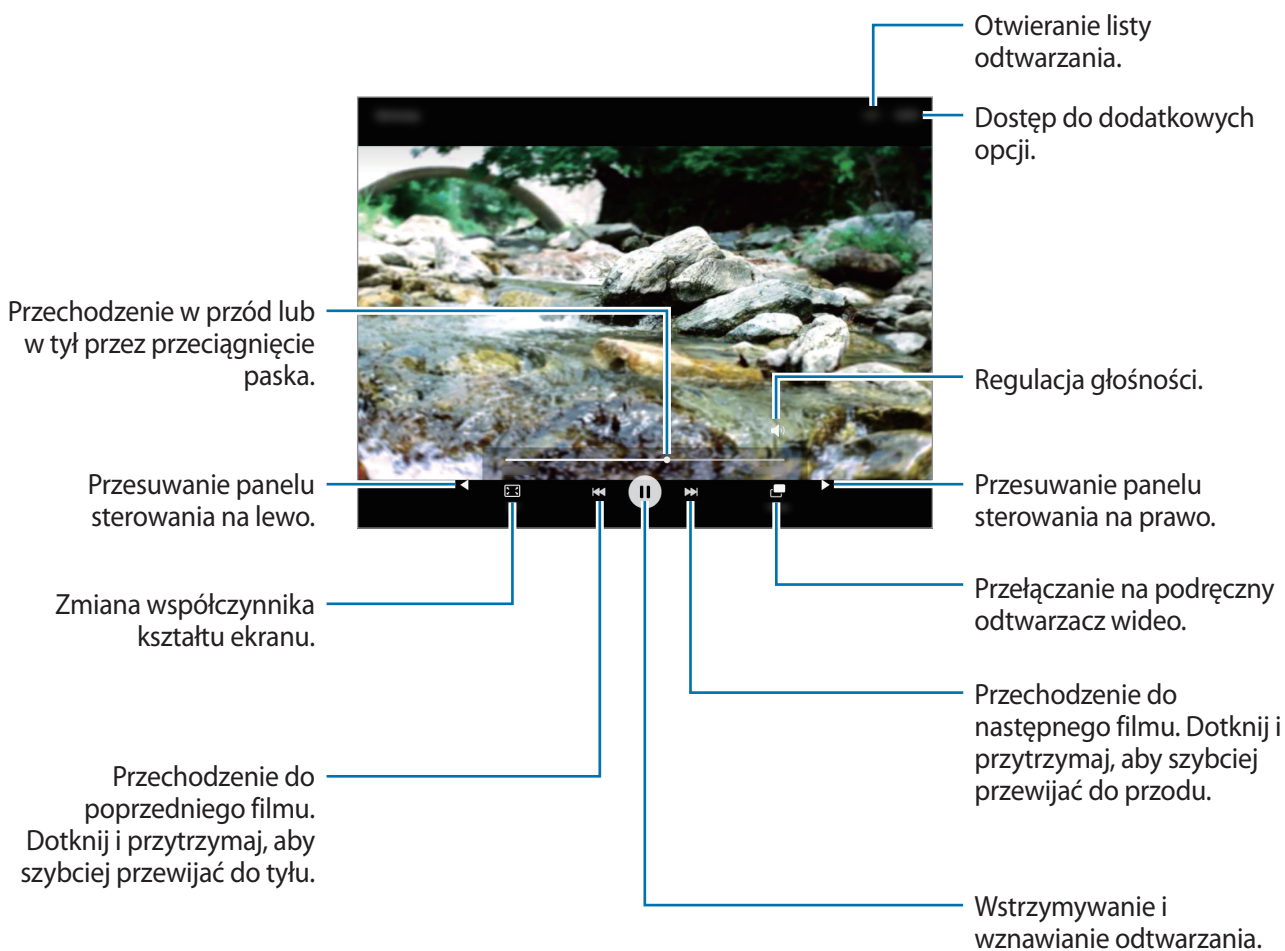 Otwieranie listy
odtwarzania.
Dostęp do dodatkowych
opcji.
Przechodzenie w przód lub
w tył przez przeciągnięcie
paska.
Regulacja głośności.
Przesuwanie panelu
sterowania na lewo.
Przesuwanie panelu
sterowania na prawo.
Zmiana współczynnika
kształtu ekranu.
Przełączanie na podręczny
odtwarzacz wideo.
Przechodzenie do
następnego filmu. Dotknij i
przytrzymaj, aby szybciej
przewijać do przodu.
Przechodzenie do
poprzedniego filmu.
Dotknij i przytrzymaj, aby
szybciej przewijać do tyłu.
Wstrzymywanie i
wznawianie odtwarzania.